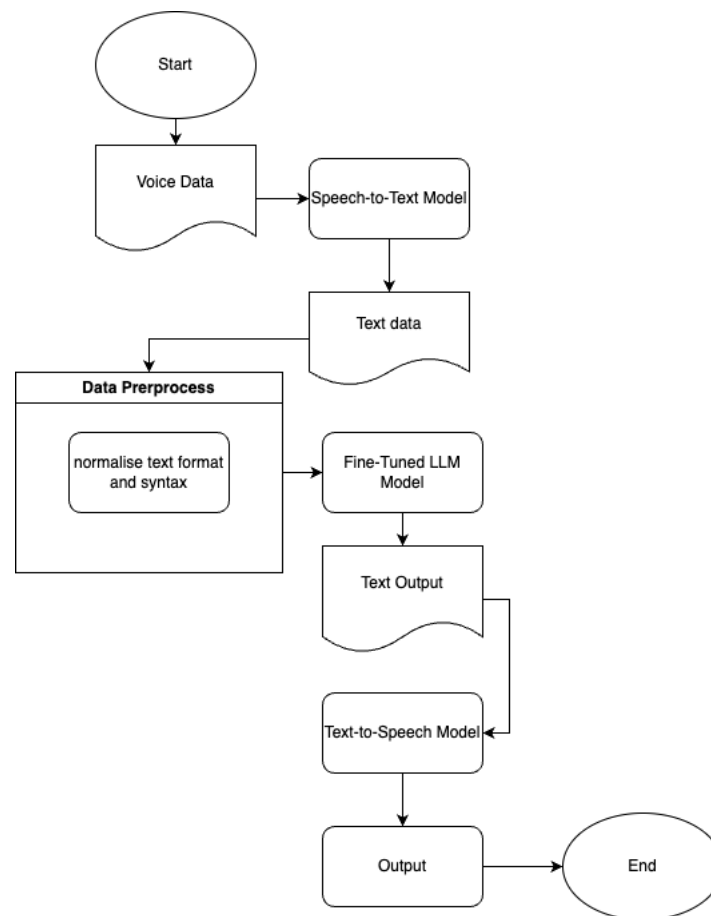 Start
Voice Data
Speech-to-Text Model
Text data
Data Prerprocess
normalise text format
and syntax
Fine-Tuned LLM
Model
Text Output
Text-to-Speech Model
Output
End